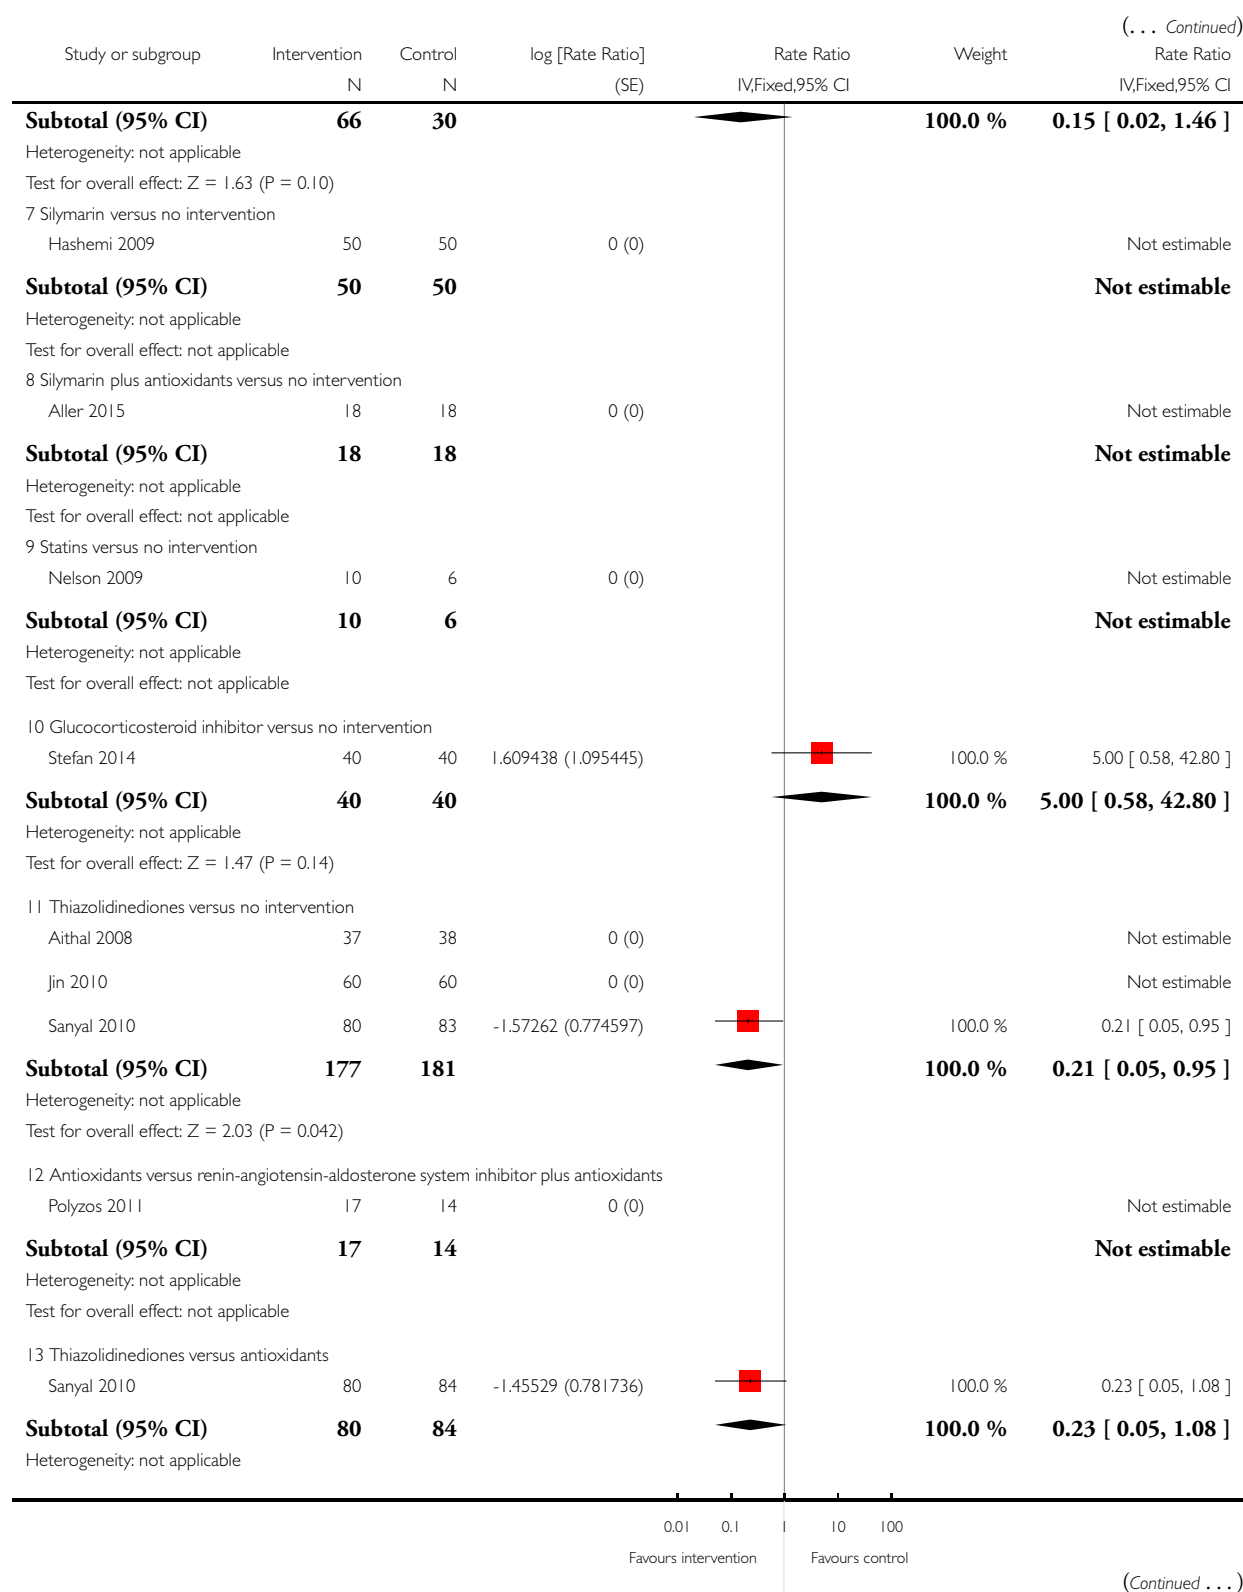 (... Continued)
Study or subgroup Intervention Control log [Rate Ratio] Rate Ratio Weight Rate Ratio
N N (SE) IV,Fixed,95% CI IV,Fixed,95% CI
Subtotal (95% CI) 66 30 100.0 % 0.15 [ 0.02, 1.46 ]
Heterogeneity: not applicable
Test for overall effect: Z = 1.63 (P = 0.10)
7 Silymarin versus no intervention
Hashemi 2009 50 50 0 (0) Not estimable
Subtotal (95% CI) 50 50 Not estimable
Heterogeneity: not applicable
Test for overall effect: not applicable
8 Silymarin plus antioxidants versus no intervention
Aller 2015 18 18 0 (0) Not estimable
Subtotal (95% CI) 18 18 Not estimable
Heterogeneity: not applicable
Test for overall effect: not applicable
9 Statins versus no intervention
Nelson 2009 10 6 0 (0) Not estimable
Subtotal (95% CI) 10 6 Not estimable
Heterogeneity: not applicable
Test for overall effect: not applicable
10 Glucocorticosteroid inhibitor versus no intervention
Stefan 2014 40 40 1.609438 (1.095445) 100.0 % 5.00 [ 0.58, 42.80 ]
Subtotal (95% CI) 40 40 100.0 % 5.00 [ 0.58, 42.80 ]
Heterogeneity: not applicable
Test for overall effect: Z = 1.47 (P = 0.14)
11 Thiazolidinediones versus no intervention
Aithal 2008 37 38 0 (0) Not estimable
Jin 2010 60 60 0 (0) Not estimable
Sanyal 2010 80 83 -1.57262 (0.774597) 100.0 % 0.21 [ 0.05, 0.95 ]
Subtotal (95% CI) 177 181 100.0 % 0.21 [ 0.05, 0.95 ]
Heterogeneity: not applicable
Test for overall effect: Z = 2.03 (P = 0.042)
12 Antioxidants versus renin-angiotensin-aldosterone system inhibitor plus antioxidants
Polyzos 2011 17 14 0 (0) Not estimable
Subtotal (95% CI) 17 14 Not estimable
Heterogeneity: not applicable
Test for overall effect: not applicable
13 Thiazolidinediones versus antioxidants
Sanyal 2010 80 84 -1.45529 (0.781736) 100.0 % 0.23 [ 0.05, 1.08 ]
Subtotal (95% CI) 80 84 100.0 % 0.23 [ 0.05, 1.08 ]
Heterogeneity: not applicable
0.01 0.1 1 10 100
Favours intervention Favours control
(Continued ...)